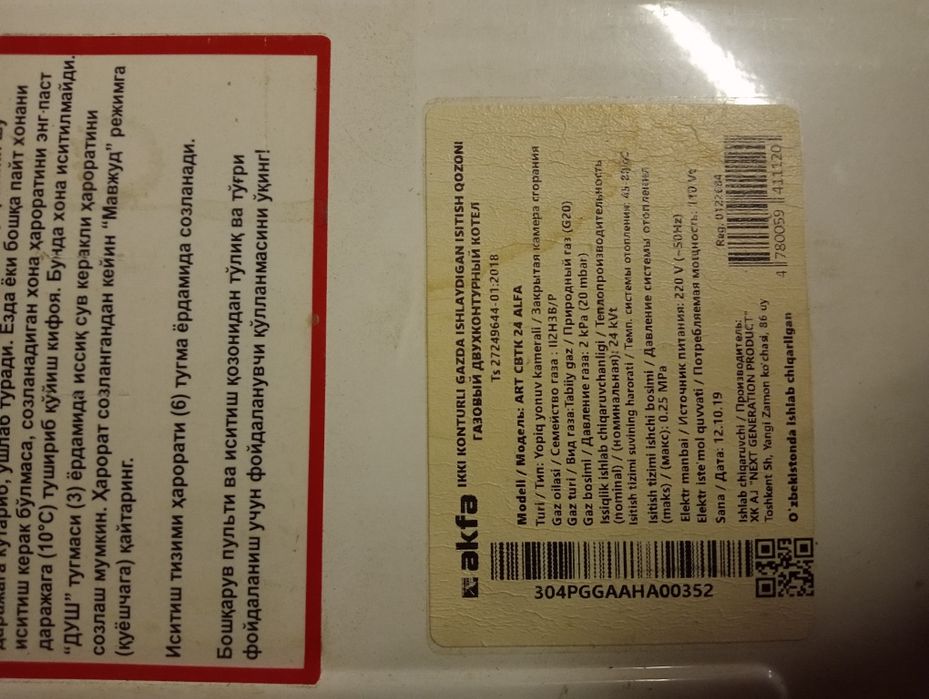 даражага кўтариб, ушлаб туради. Ёзда ёки бошқа пайт хонани
иситиш керак бўлмаса, созланадиган хона ҳароратини энг-паст
даражага (10°С) тушириб қўйиш кифоя. Бунда хона иситилмайди.
“ДУШ” тугмаси (3) ёрдамида иссиқ сув керакли ҳароратини
созлаш мумкин. Ҳарорат созлангандан кейин “Мавжуд” режимга
(қуёшчага) қайтаринг.
Иситиш тизими ҳарорати (6) тугма ёрдамида созланади.
Бошқарув пульти ва иситиш қозонидан тўлиқ ва тўғри
фойдаланиш учун фойдаланувчи қўлланмасини ўқинг!
akfa
IKKI KONTURLI GAZDA ISHLAYDIGAN ISITISH QOZONI
ГАЗОВЫЙ ДВУХКОНТУРНЫЙ КОТЕЛ
Ts 27249644-01:2018
Modeli / Модель: ART CBTK 24 ALFA
Turi / Тип: Yopiq yonuv kamerali / Закрытая камера сгорания
Gaz oilasi / Семейство газа : II2H3B/P
Gaz turi / Вид газа:Tabiiy gaz / Природный газ (G20)
Gaz bosimi / Давление газа: 2 kPa (20 mbar)
Issiqlik ishlab chiqaruvchanligi / Теплопроизводительность
(nominal) / (номинальная): 24 kVt
Isitish tizimi suvining harorati / Темп. системы отопления:
Isitish tizimi ishchi bosimi / Давление системы отопления
(maks) / (макс): 0.25 MPa
Elektr manbai / Источник питания: 220 V (~50Hz)
Elektr iste'mol quvvati / Потребляемая мощность: 110 Vt
Sana / Дата: 12.10.19
Ishlab chiqaruvchi / Производитель:
XK AJ "NEXT GENERATION PRODUCT"
Toshkent Sh, Yangi Zamon ko'chasi, 86 uy
O'zbekistonda Ishlab chiqarilgan
Reg.
4 780059 411120
304PGGAAHA00352